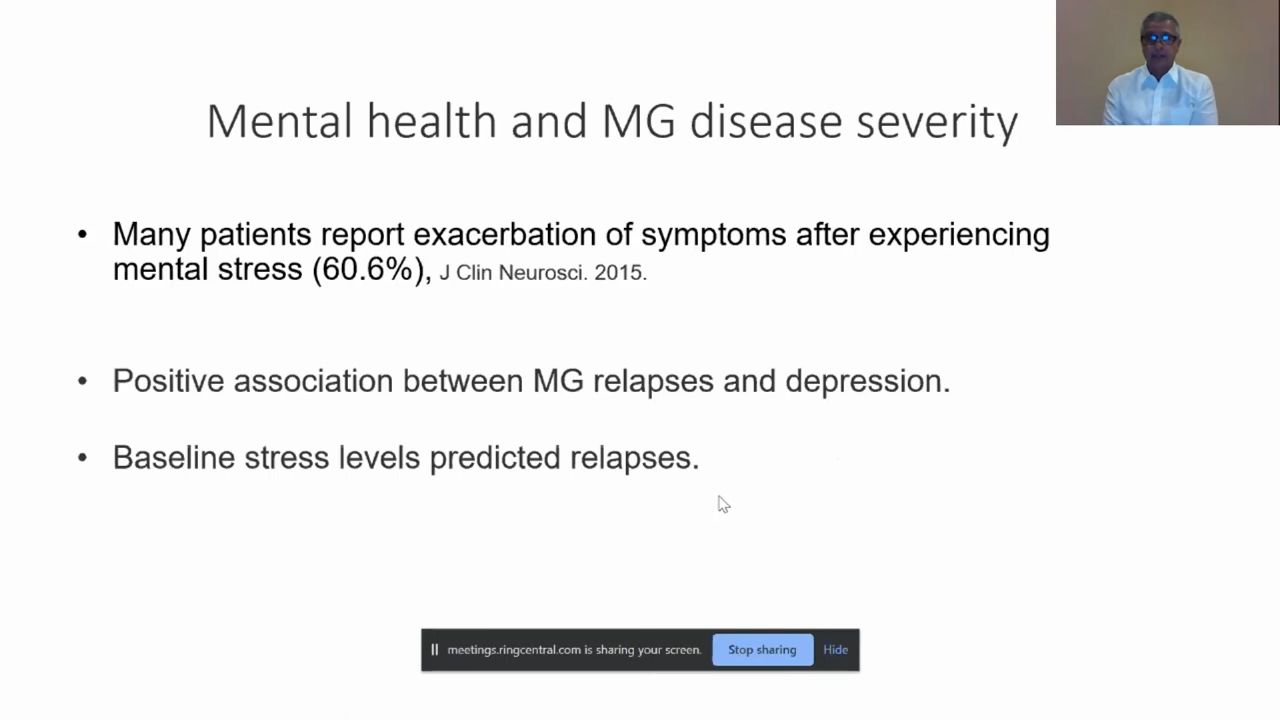 Mental health and MG disease severity
• Many patients report exacerbation of symptoms after experiencing
mental stress (60.6%), J Clin Neurosci. 2015.
• Positive association between MG relapses and depression.
• Baseline stress levels predicted relapses.
meetings.ringcentral.com is sharing your screen. Stop sharing Hide